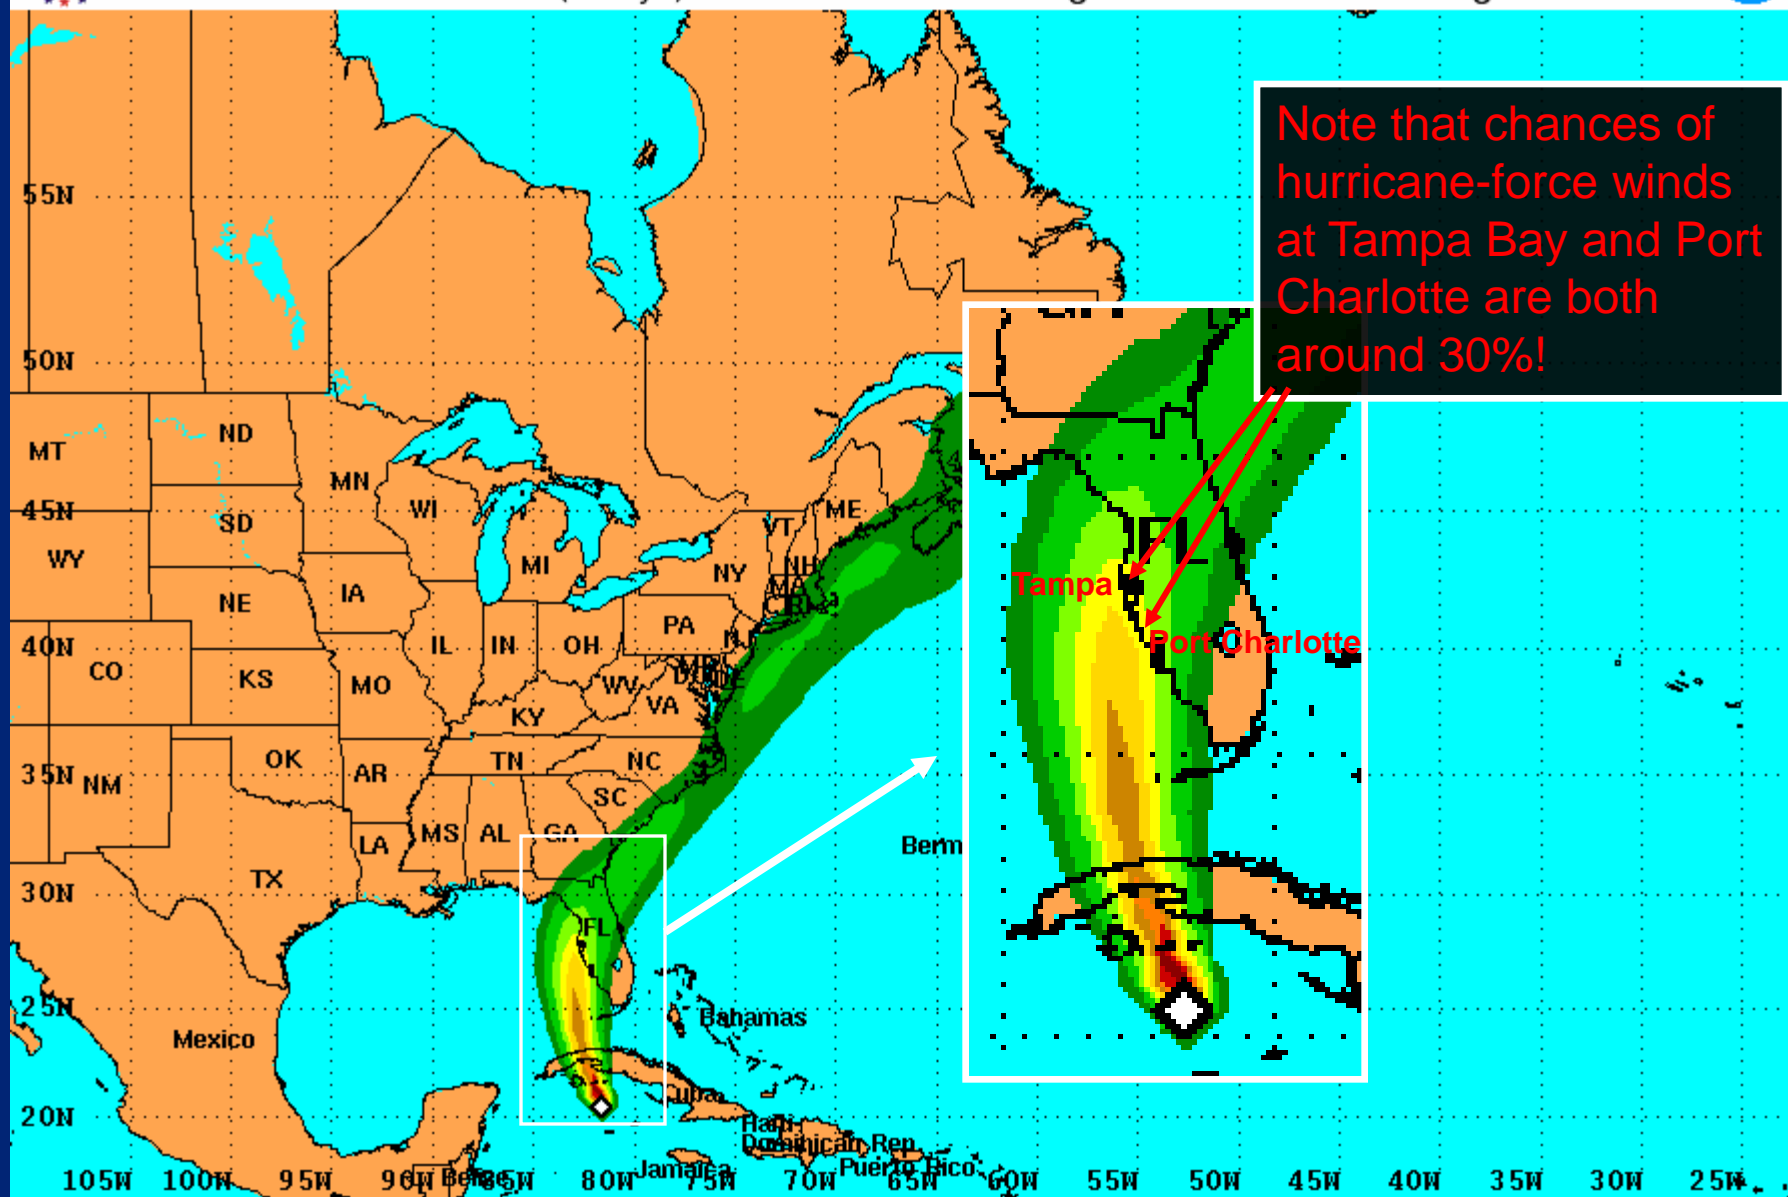 Note that chances of
hurricane-force winds
at Tampa Bay and Port
Charlotte are both
around 30%!
55N
50N
MT
ND
MN
45N
SD
WI
VT
ME
WY
MI
NY
NH
MA
NE
IA
FL
Tampa
40N
IL
IN
OH
PA
NJ
Port Charlotte
CO
KS
MO
WV
VA
KY
35N
NM
OK
AR
TN
NC
SC
MS
AL
GA
LA
Berm
30N
TX
FL
25N
Bahamas
Mexico
20N
Cuba
Haiti
Dominican Rep.
Jamaica
Puerto Rico
Belize
105W 100W 95W 90W 85W 80W 75W 70W 65W 60W 55W 50W 45W 40W 35W 30W 25W